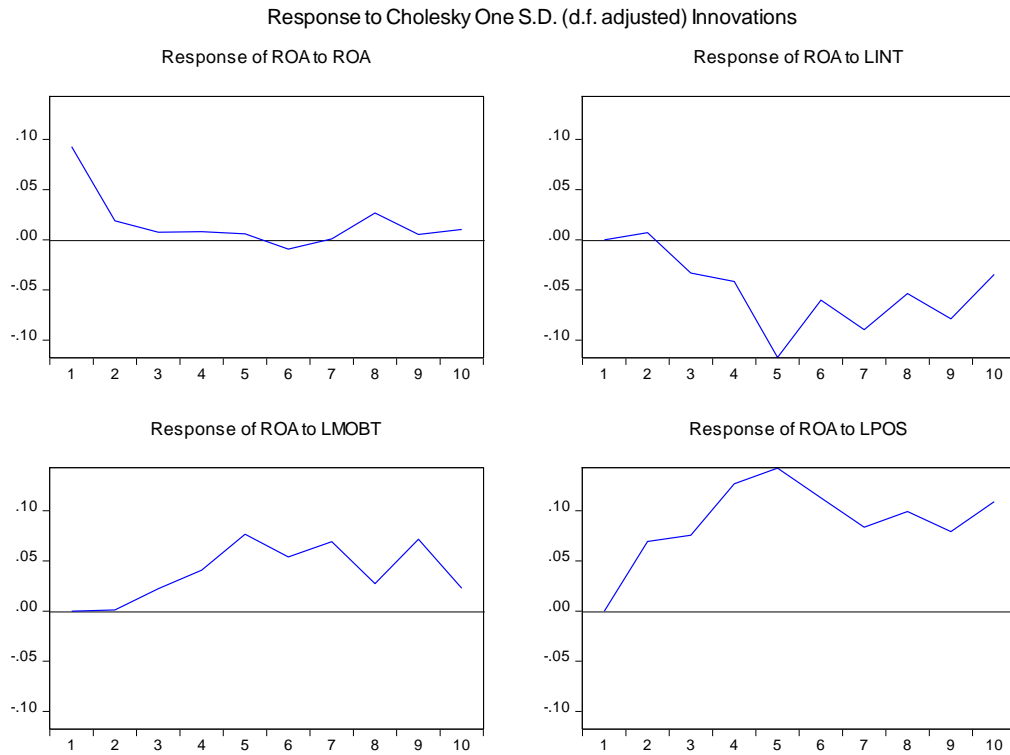 Response to Cholesky One S.D. (d.f. adjusted) Innovations
Response of ROA to ROA
.10
.05
.00
-.05
-.10
1 2 3 4 5 6 7 8 9 10
Response of ROA to LINT
.10
.05
.00
-.05
-.10
1 2 3 4 5 6 7 8 9 10
Response of ROA to LMOBT
.10
.05
.00
-.05
-.10
1 2 3 4 5 6 7 8 9 10
Response of ROA to LPOS
.10
.05
.00
-.05
-.10
1 2 3 4 5 6 7 8 9 10